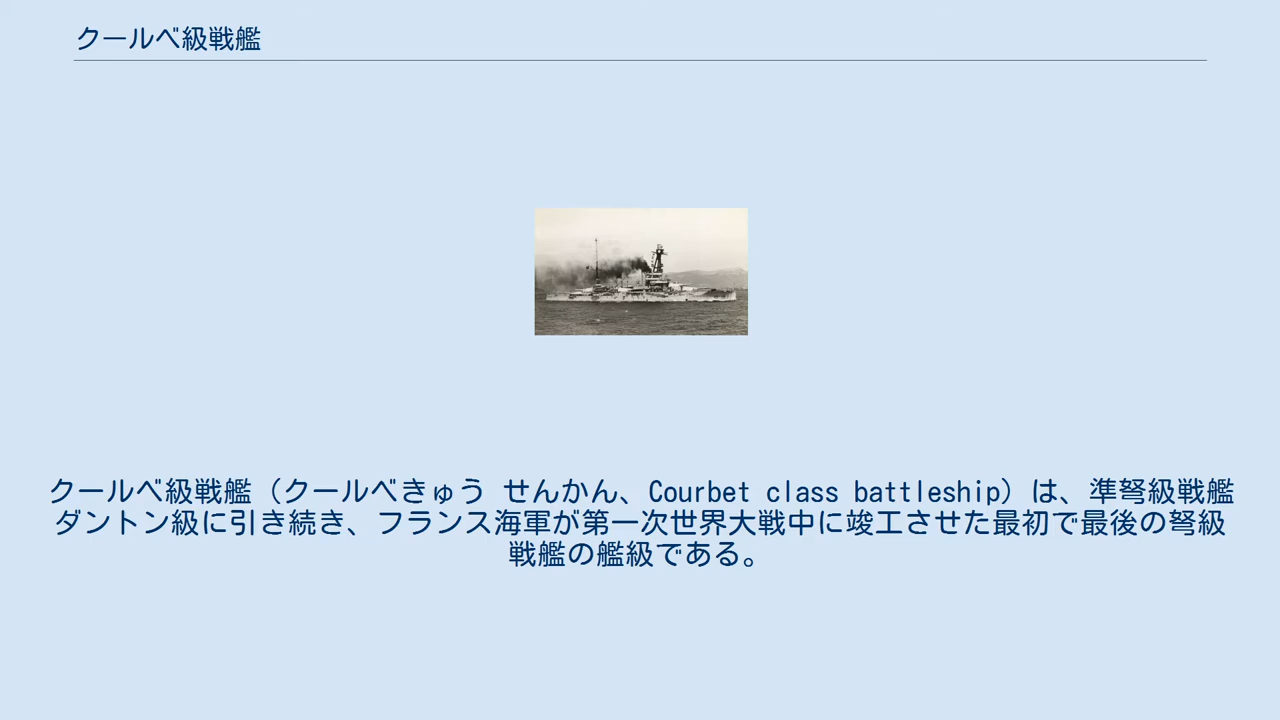 クールベ級戦艦
クールベ級戦艦（クールベきゅう せんかん、Courbet class battleship）は、準弩級戦艦
ダントン級に引き続き、フランス海軍が第一次世界大戦中に竣工させた最初で最後の弩級
戦艦の艦級である。